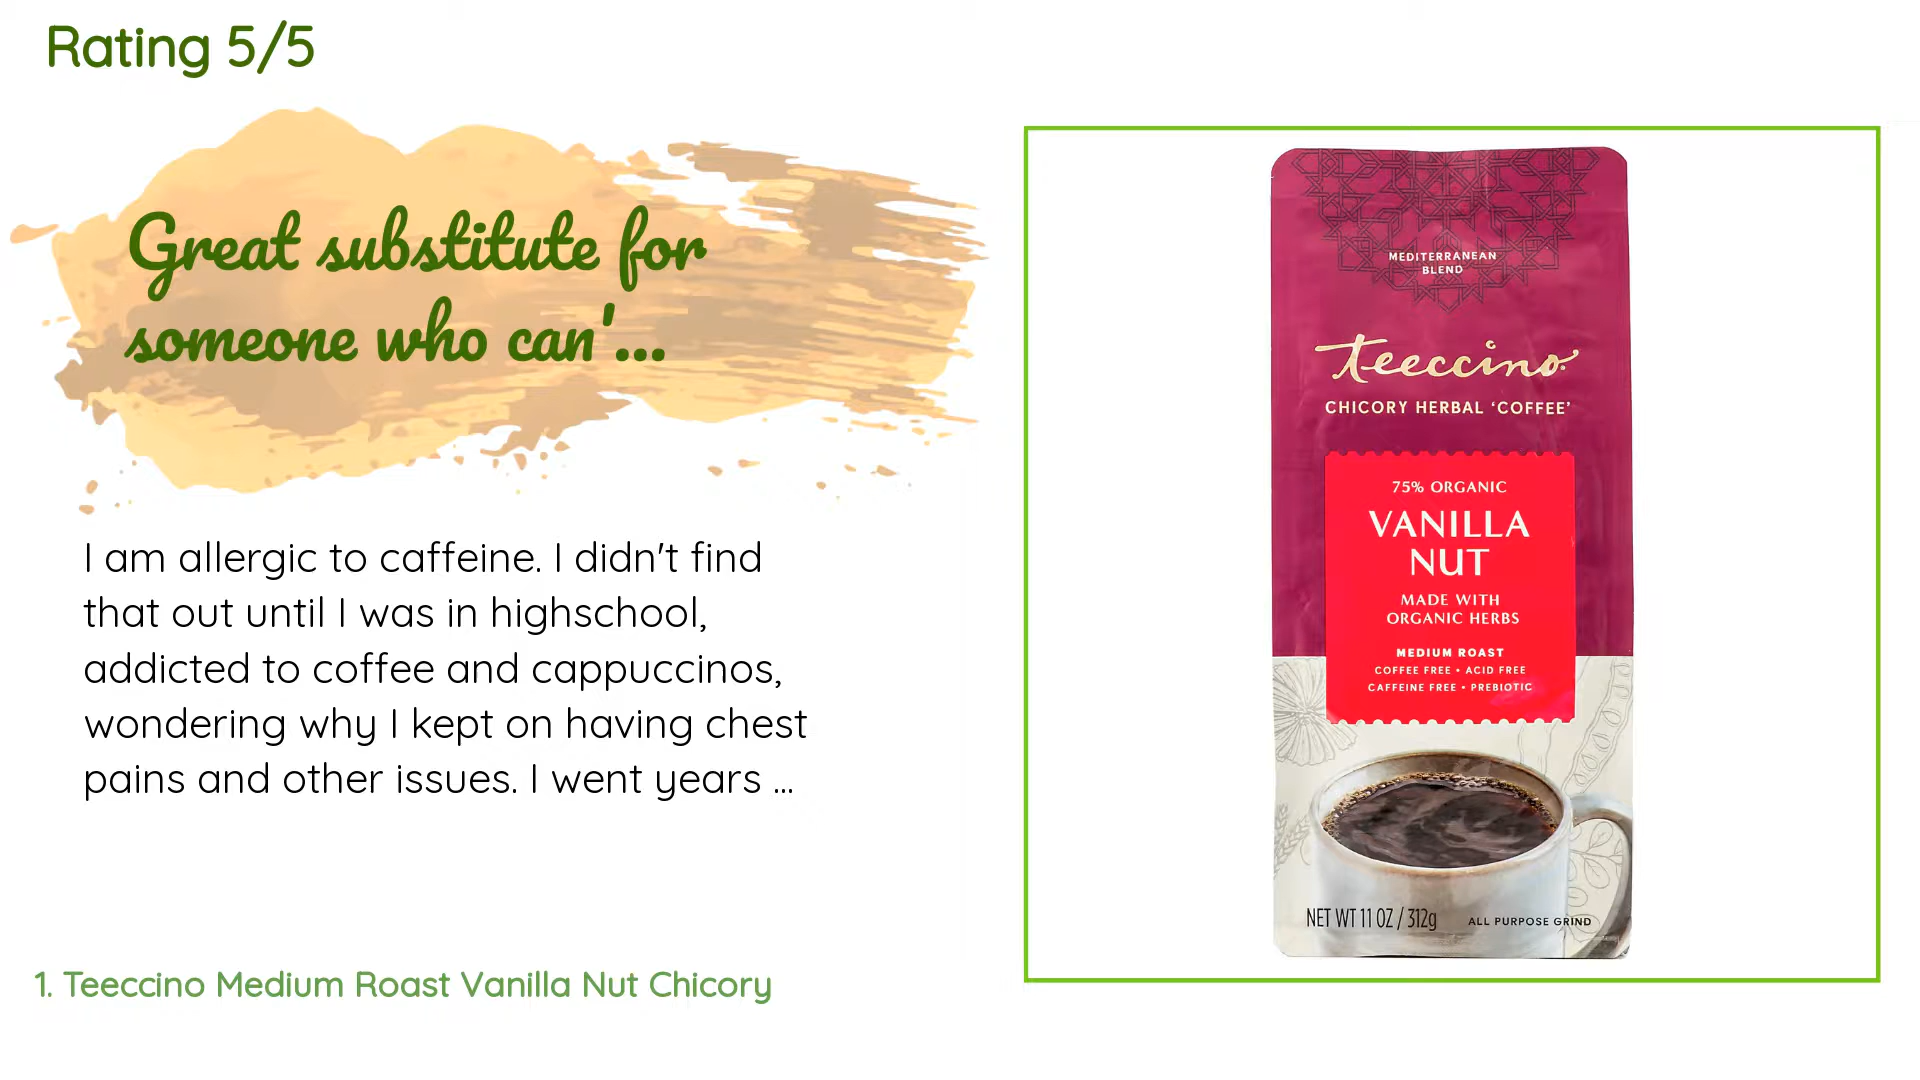 Rating 5/5
Great substitute for
someone who can'...
I am allergic to caffeine. I didn't find
that out until I was in highschool,
addicted to coffee and cappuccinos,
wondering why I kept on having chest
pains and other issues. I went years ...
1. Teeccino Medium Roast Vanilla Nut Chicory
MEDITERRANEAN
BLEND
teeccino
CHICORY HERBAL ‘COFFEE’
75% ORGANIC
VANILLA
NUT
MADE WITH
ORGANIC HERBS
MEDIUM ROAST
COFFEE FREE • ACID FREE
CAFFEINE FREE • PREBIOTIC
NET WT 11 OZ / 312g
ALL PURPOSE GRIND